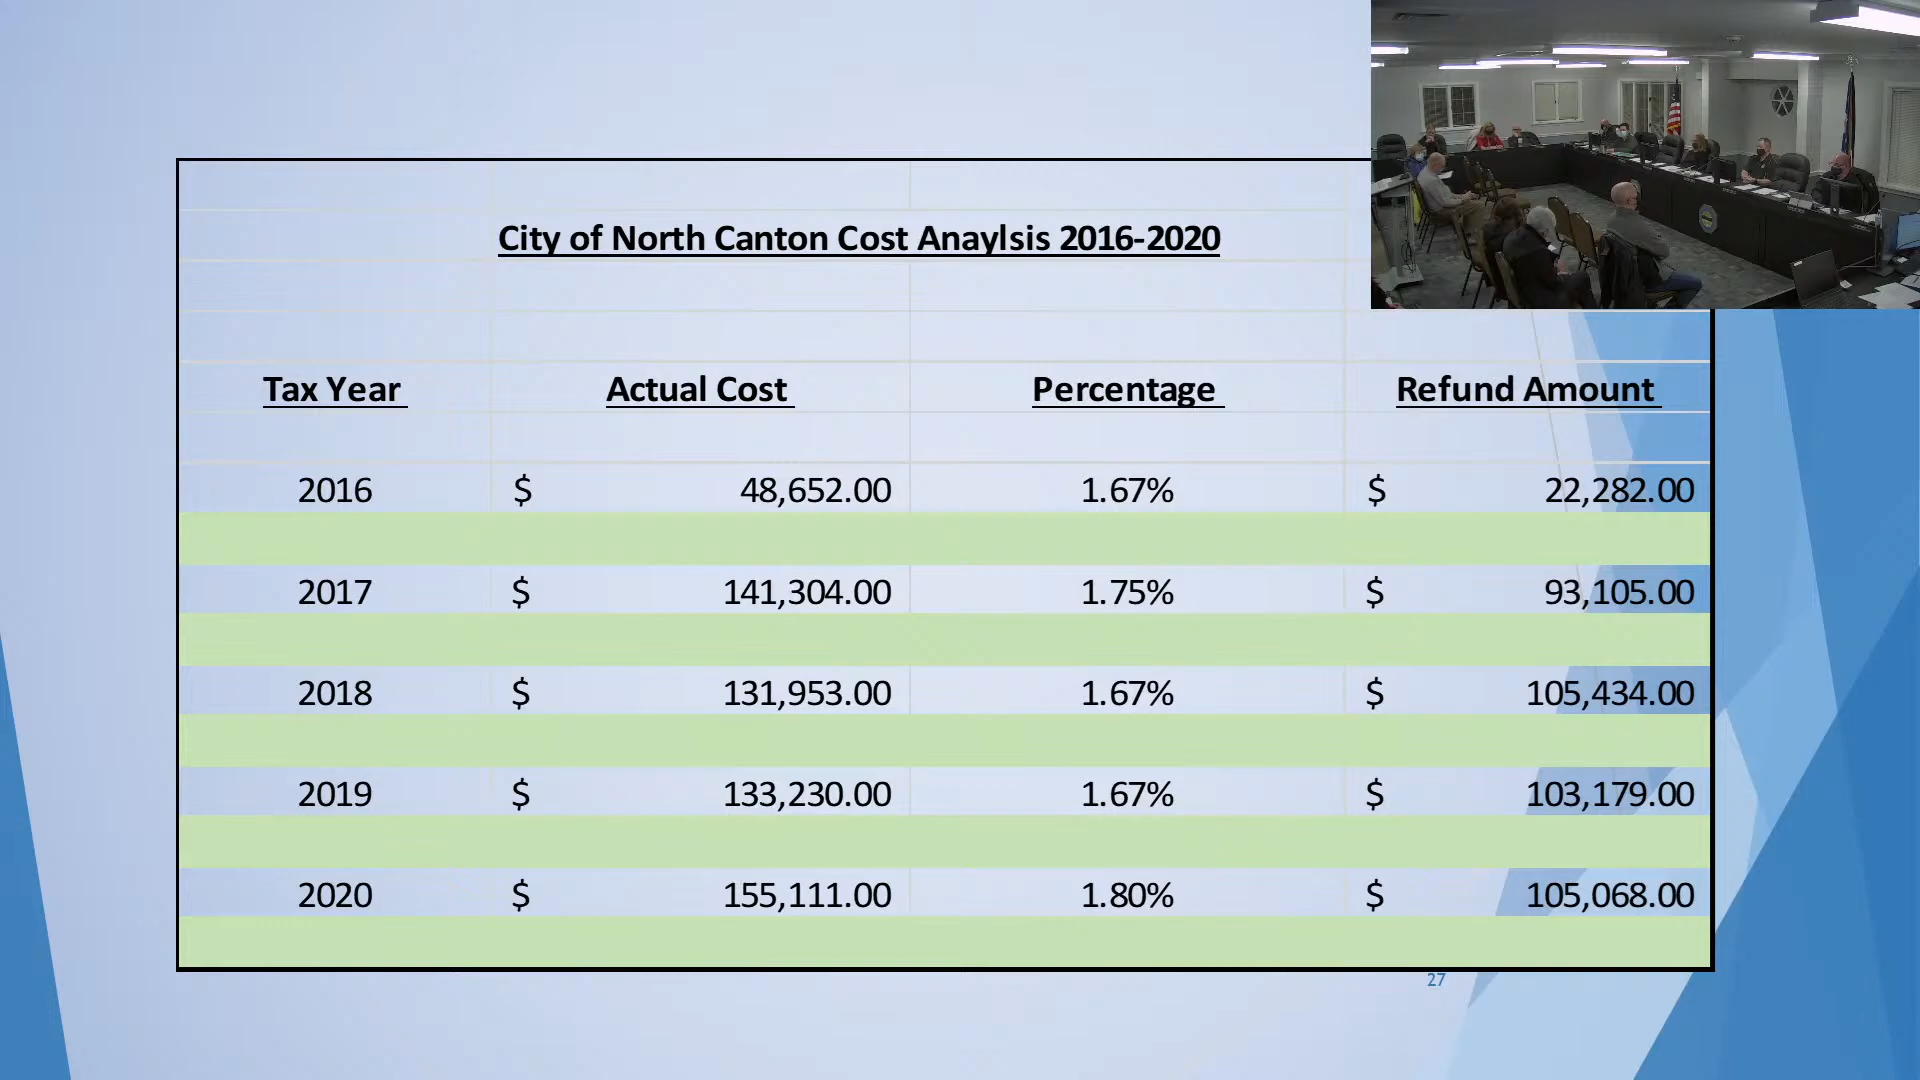 City of North Canton Cost Anaylsis 2016-2020
Tax Year Actual Cost Percentage Refund Amount
2016 $ 48,652.00 1.67% $ 22,282.00
2017 $ 141,304.00 1.75% $ 93,105.00
2018 $ 131,953.00 1.67% $ 105,434.00
2019 $ 133,230.00 1.67% $ 103,179.00
2020 $ 155,111.00 1.80% $ 105,068.00
27